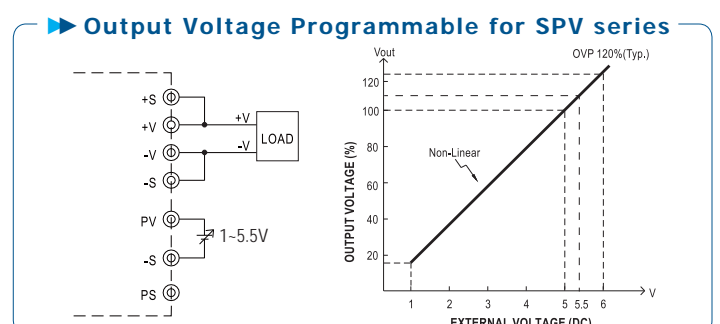 Output Voltage Programmable for SPV series
+S
+V
-V
-S
PV
-S
PS
+V
-V
LOAD
1~5.5V
Vout
OVP 120%(Typ.)
120
100
80
60
40
20
OUTPUT VOLTAGE (%)
Non-Linear
1 2 3 4 5 5.5 6
V
EXTERNAL VOLTAGE (DC)